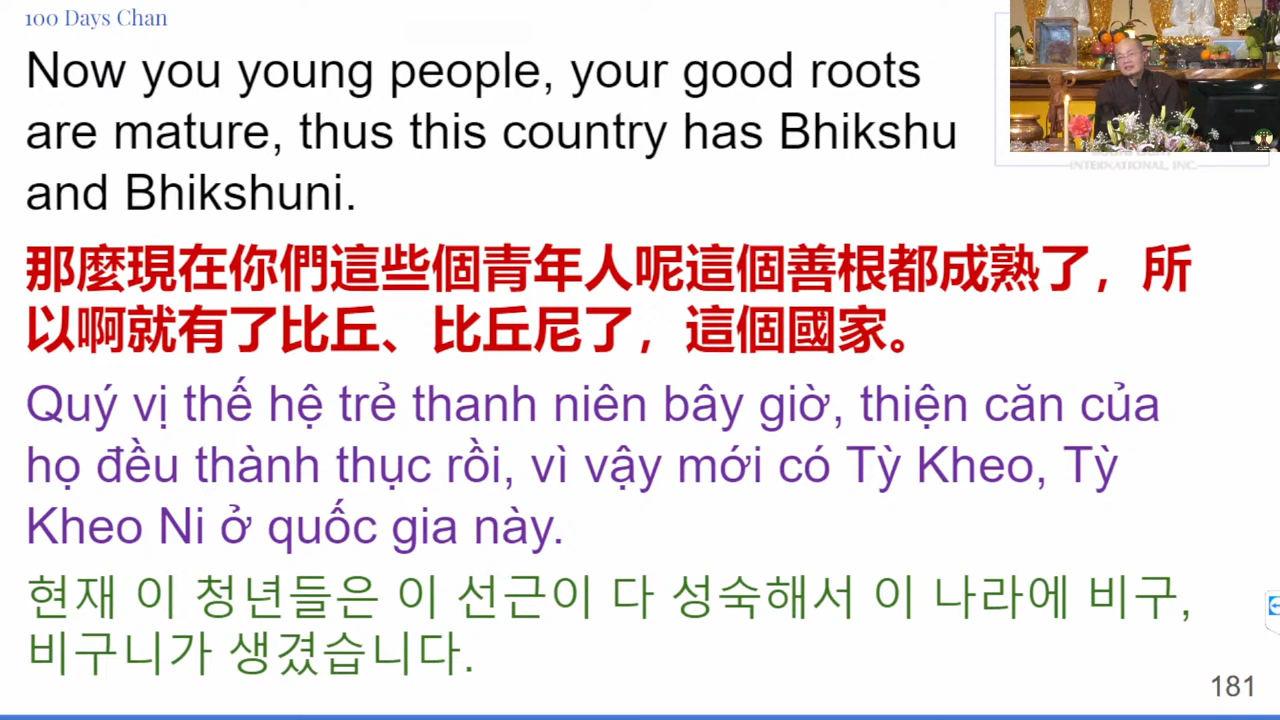 100 Days Chan
Now you young people, your good roots
are mature, thus this country has Bhikshu
and Bhikshuni.
INTERNATIONAL, INC.
那麼現在你們這些個青年人呢這個善根都成熟了，所
以啊就有了比丘、比丘尼了，這個國家。
Quý vị thế hệ trẻ thanh niên bây giờ, thiện căn của
họ đều thành thục rồi, vì vậy mới có Tỳ Kheo, Tỳ
Kheo Ni ở quốc gia này.
현재 이 청년들은 이 선근이 다 성숙해서 이 나라에 비구,
비구니가 생겼습니다.
181